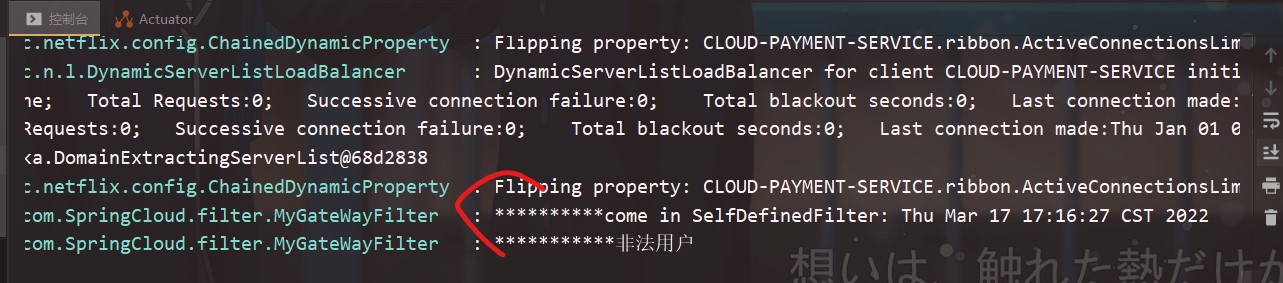 控制台 Actuator
c.netflix.config.ChainedDynamicProperty : Flipping property: CLOUD-PAYMENT-SERVICE.ribbon.ActiveConnectionsLim
c.n.l.DynamicServerListLoadBalancer : DynamicServerListLoadBalancer for client CLOUD-PAYMENT-SERVICE initi
ne; Total Requests:0; Successive connection failure:0; Total blackout seconds:0; Last connection made:
Requests:0; Successive connection failure:0; Total blackout seconds:0; Last connection made:Thu Jan 01 0
ka.DomainExtractingServerList@68d2838
c.netflix.config.ChainedDynamicProperty : Flipping property: CLOUD-PAYMENT-SERVICE.ribbon.ActiveConnectionsLim
com.SpringCloud.filter.MyGateWayFilter : **********come in SelfDefinedFilter: Thu Mar 17 17:16:27 CST 2022
com.SpringCloud.filter.MyGateWayFilter : ***********非法用户
想いは、触れた熱だけが